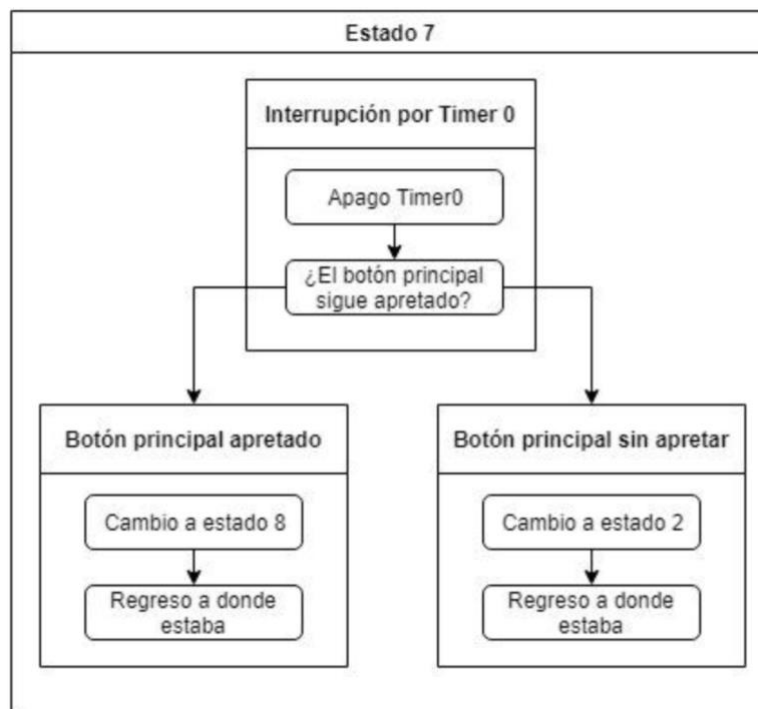 Estado 7
Interrupción por Timer 0
Apago Timer0
¿El botón principal
sigue apretado?
Botón principal apretado
Cambio a estado 8
Regreso a donde
estaba
Botón principal sin apretar
Cambio a estado 2
Regreso a donde
estaba